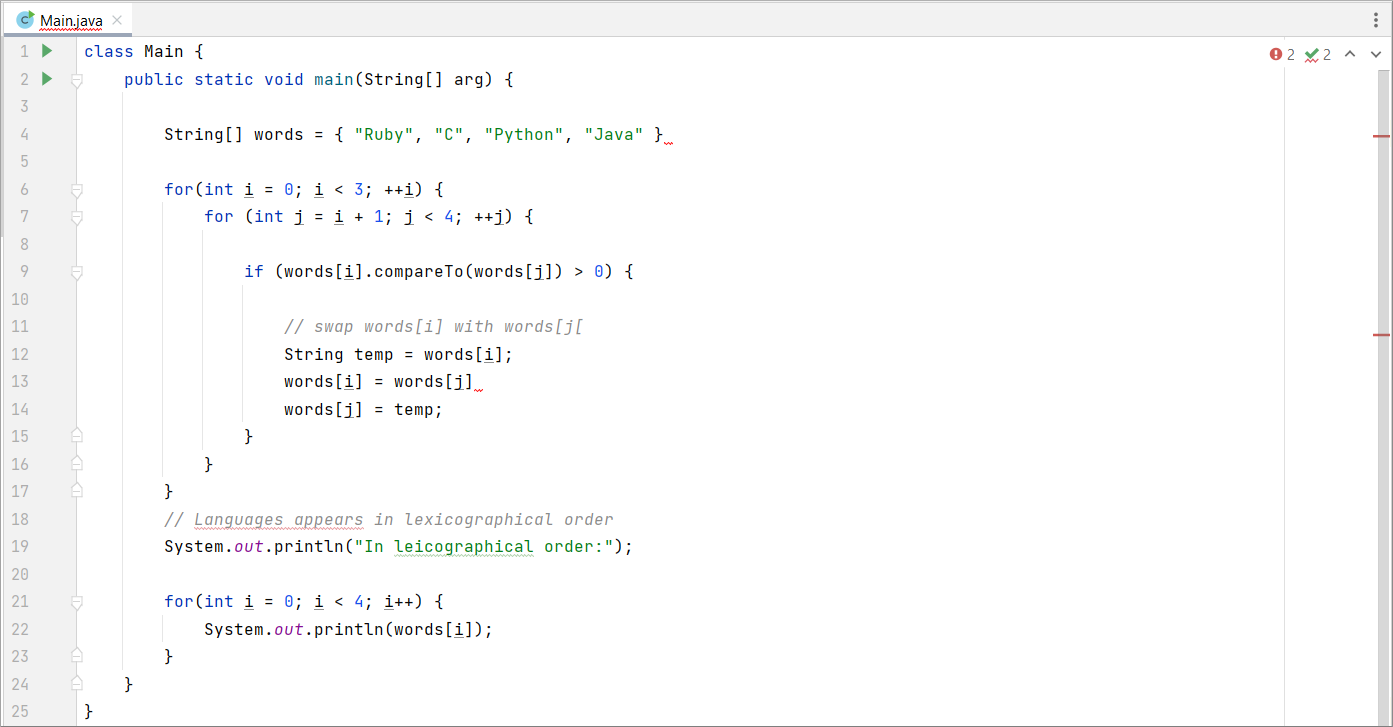 Main.java
2 2
1 class Main {
2 public static void main(String[] arg) {
3
4 String[] words = { "Ruby", "C", "Python", "Java" }
5
6 for(int i = 0; i < 3; ++i) {
7 for (int j = i + 1; j < 4; ++j) {
8
9 if (words[i].compareTo(words[j]) > 0) {
10
11 // swap words[i] with words[j[
12 String temp = words[i];
13 words[i] = words[j]
14 words[j] = temp;
15 }
16 }
17 }
18 // Languages appears in lexicographical order
19 System.out.println("In leicographical order:");
20
21 for(int i = 0; i < 4; i++) {
22 System.out.println(words[i]);
23 }
24 }
25 }